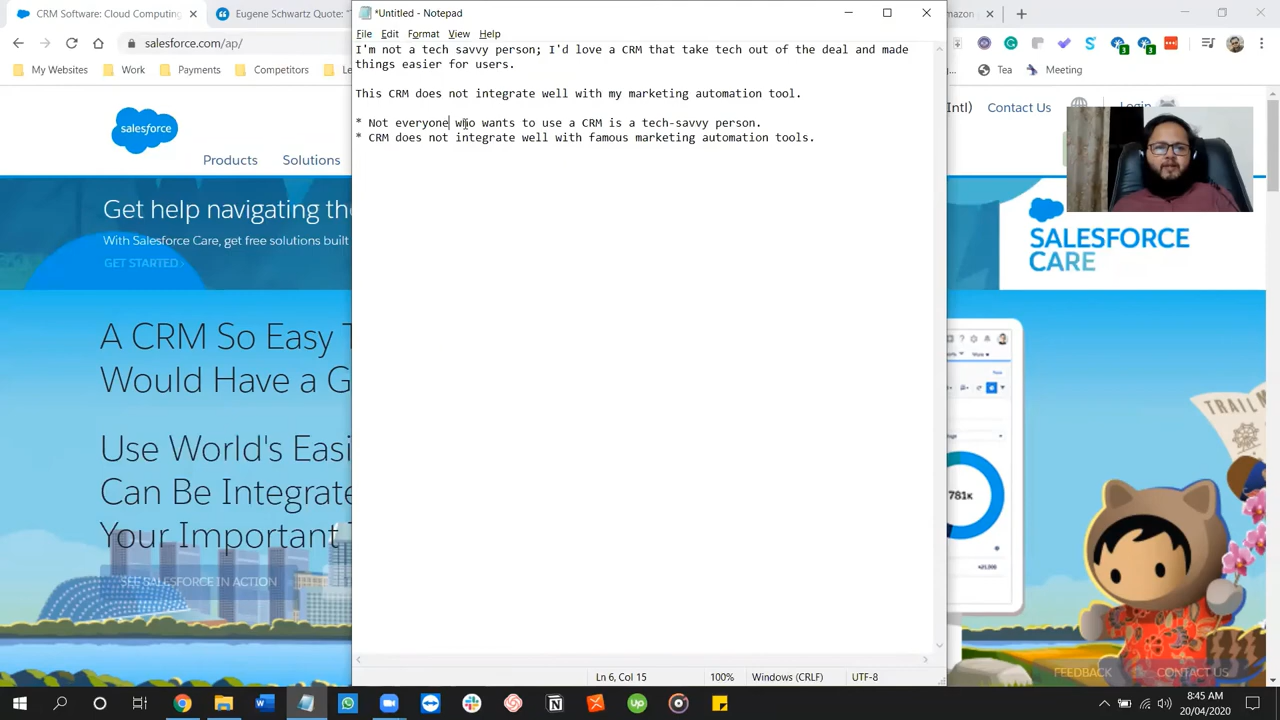 CRM Software: Cloud Computing
Eugene Schwartz Quote:
*Untitled - Notepad
amazon
salesforce.com/ap/
File Edit Format View Help
My Websites
Work
Payments
Competitors
Tea
My Recordings
I'm not a tech savvy person; I'd love a CRM that take tech out of the deal and made
things easier for users.
This CRM does not integrate well with my marketing automation tool.
* Not everyone who wants to use a CRM is a tech-savvy person.
* CRM does not integrate well with famous marketing automation tools.
salesforce
Products
Solutions
Contact Us
Login
Get help navigating the
With Salesforce Care, get free solutions built
GET STARTED ›
SALESFORCE
CARE
A CRM So Easy T
Would Have a G
Use World's Easi
Can Be Integrate
Your Important T
SEE SALESFORCE IN ACTION
781K
TRAIL
FEEDBACK
CONTACT US
Ln 6, Col 15
100%
Windows (CRLF)
UTF-8
8:45 AM
20/04/2020